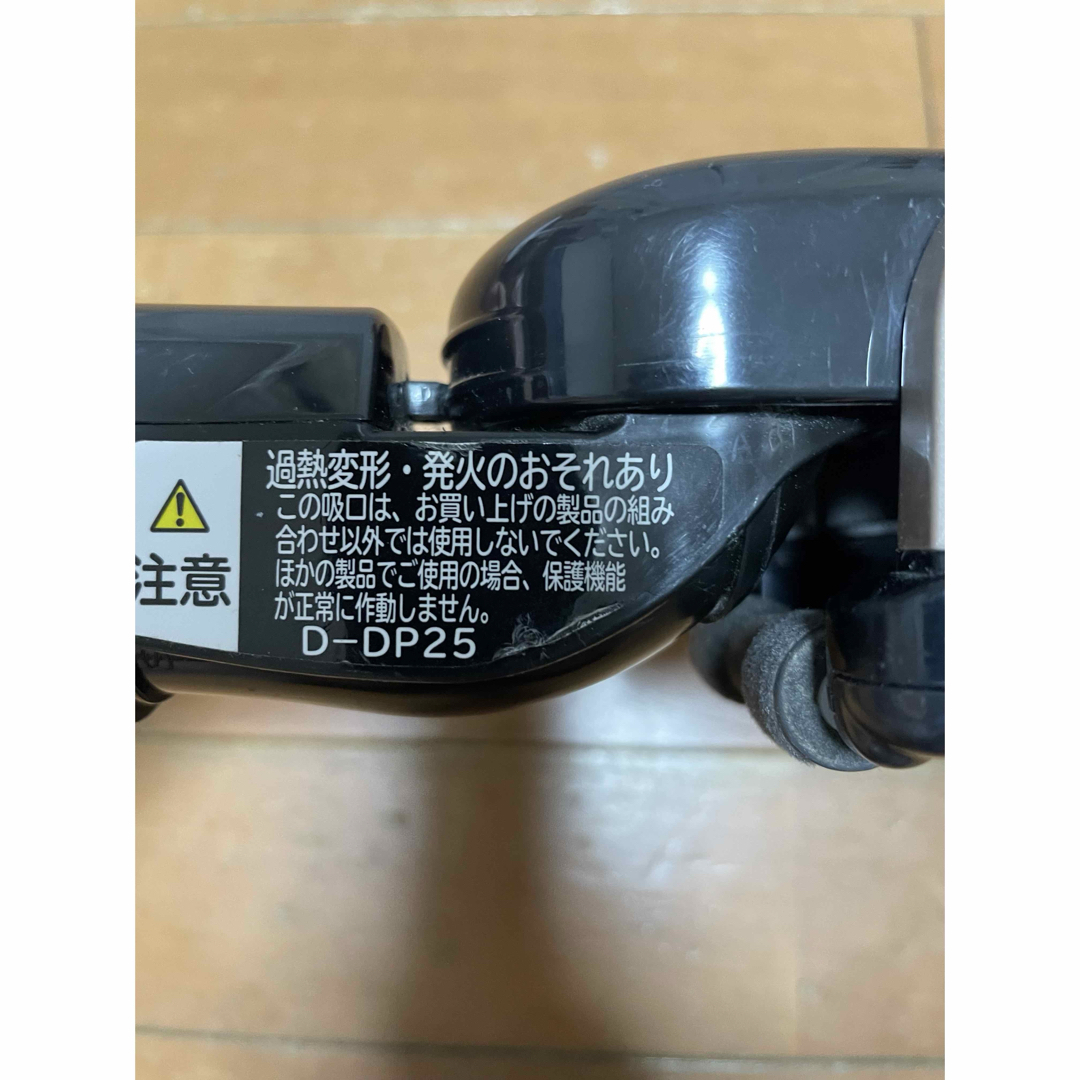 注意
過熱変形・発火のおそれあり
この吸口は、お買い上げの製品の組み
合わせ以外では使用しないでください。
ほかの製品でご使用の場合、保護機能
が正常に作動しません。
D-DP25